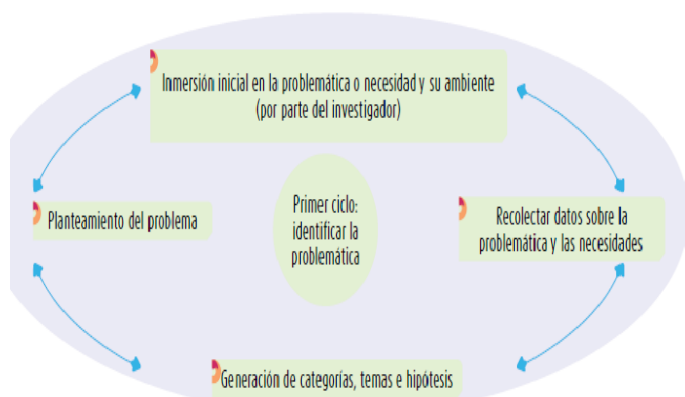 Inmersión inicial en la problemática o necesidad y su ambiente
(por parte del investigador)
Planteamiento del problema
Primer ciclo:
identificar la
problemática
Recolectar datos sobre la
problemática y las necesidades
Generación de categorías, temas e hipótesis